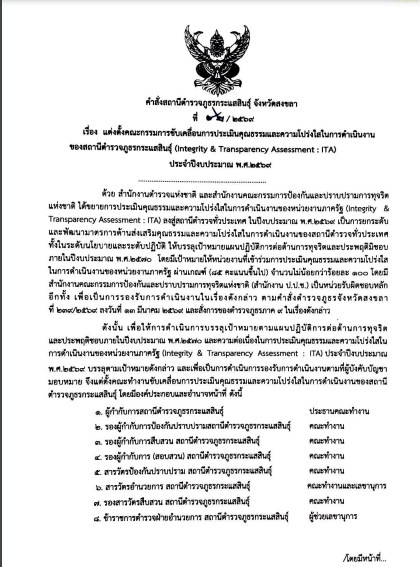 คำสั่งสถานีตำรวจภูธรกระแสสินธุ์ จังหวัดสงขลา
ที่ / ๒๕๖๙
เรื่อง แต่งตั้งคณะกรรมการขับเคลื่อนการประเมินคุณธรรมและความโปร่งใสในการดำเนินงาน
ของสถานีตำรวจภูธรกระแสสินธุ์ (Integrity & Transparency Assessment : ITA)
ประจำปีงบประมาณ พ.ศ.๒๕๖๙
ด้วย สำนักงานตำรวจแห่งชาติ และสำนักงานคณะกรรมการป้องกันและปราบปรามการทุจริต
แห่งชาติ ได้ขยายการประเมินคุณธรรมและความโปร่งใสในการดำเนินงานของหน่วยงานภาครัฐ (Integrity &
Transparency Assessment : ITA) ลงสู่สถานีตำรวจทั่วประเทศ ในปีงบประมาณ พ.ศ.๒๕๖๙ เป็นการยกระดับ
และพัฒนามาตรการด้านส่งเสริมคุณธรรมและความโปร่งใสในการดำเนินงานของสถานีตำรวจทั่วประเทศ
ทั้งในระดับนโยบายและระดับปฏิบัติ ให้บรรลุเป้าหมายแผนปฏิบัติการต่อต้านการทุจริตและประพฤติมิชอบ
ภายในปีงบประมาณ พ.ศ.๒๕๗๐ โดยมีเป้าหมายให้หน่วยงานที่เข้าร่วมการประเมินคุณธรรมและความโปร่งใส
ในการดำเนินงานของหน่วยงานภาครัฐ ผ่านเกณฑ์ (๘๕ คะแนนขึ้นไป) จำนวนไม่น้อยกว่าร้อยละ ๑๐๐ โดยมี
สำนักงานคณะกรรมการป้องกันและปราบปรามการทุจริตแห่งชาติ (สำนักงาน ป.ป.ช.) เป็นหน่วยรับผิดชอบหลัก
อีกทั้ง เพื่อเป็นการรองรับการดำเนินงานในเรื่องดังกล่าว ตามคำสั่งตำรวจภูธรจังหวัดสงขลา
ที่ ๒๓๗/๒๕๖๙ ลงวันที่ ๑๓ มีนาคม ๒๕๖๙ และสั่งการของตำรวจภูธรภาค ๙ ในเรื่องดังกล่าว
ดังนั้น เพื่อให้การดำเนินการบรรลุเป้าหมายตามแผนปฏิบัติการต่อต้านการทุจริต
และประพฤติมิชอบภายในปีงบประมาณ พ.ศ.๒๕๗๐ และความต่อเนื่องในการประเมินคุณธรรมและความโปร่งใส
ในการดำเนินงานของหน่วยงานภาครัฐ (Integrity & Transparency Assessment : ITA) ประจำปีงบประมาณ
พ.ศ.๒๕๖๙ บรรลุตามเป้าหมายดังกล่าว และเพื่อเป็นการดำเนินการรองรับการดำเนินงานตามที่ผู้บังคับบัญชา
มอบหมาย จึงแต่งตั้งคณะทำงานขับเคลื่อนการประเมินคุณธรรมและความโปร่งใสในการดำเนินงานของสถานี
ตำรวจภูธรกระแสสินธุ์ โดยมีองค์ประกอบและอำนาจหน้าที่ ดังนี้
๑. ผู้กำกับการสถานีตำรวจภูธรกระแสสินธุ์ ประธานคณะทำงาน
๒. รองผู้กำกับการป้องกันปราบปรามสถานีตำรวจภูธรกระแสสินธุ์ คณะทำงาน
๓. รองผู้กำกับการสืบสวน สถานีตำรวจภูธรกระแสสินธุ์ คณะทำงาน
๔. รองผู้กำกับการ (สอบสวน) สถานีตำรวจภูธรกระแสสินธุ์ คณะทำงาน
๕. สารวัตรป้องกันปราบปราม สถานีตำรวจภูธรกระแสสินธุ์ คณะทำงาน
๖. สารวัตรอำนวยการ สถานีตำรวจภูธรกระแสสินธุ์ คณะทำงานและเลขานุการ
๗. รองสารวัตรสืบสวน สถานีตำรวจภูธรกระแสสินธุ์ คณะทำงาน
๘. ข้าราชการตำรวจฝ่ายอำนวยการ สถานีตำรวจภูธรกระแสสินธุ์ ผู้ช่วยเลขานุการ
/โดยมีหน้าที่...